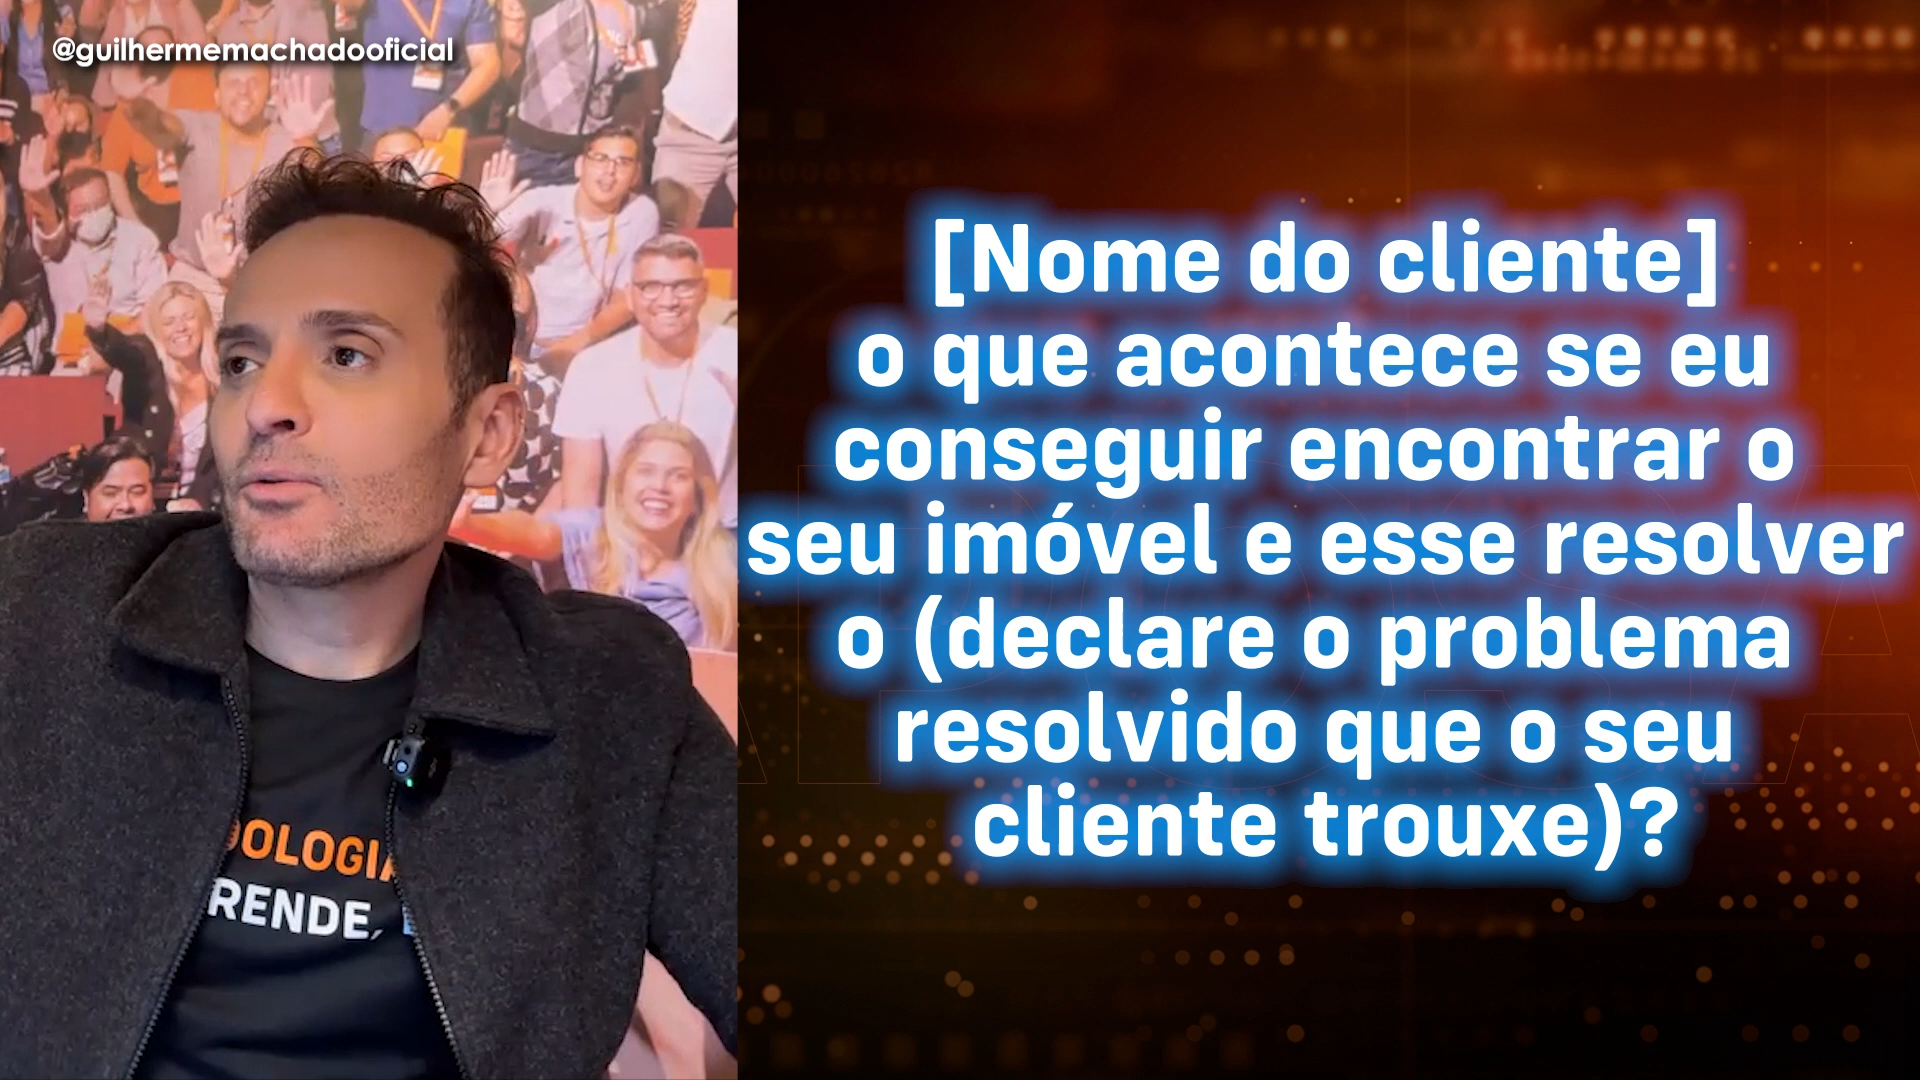 @guilhermemachadooficial
[Nome do cliente]
o que acontece se eu
conseguir encontrar o
seu imóvel e esse resolver
o (declare o problema
resolvido que o seu
cliente trouxe)?
OOLOGIA
RENDE,